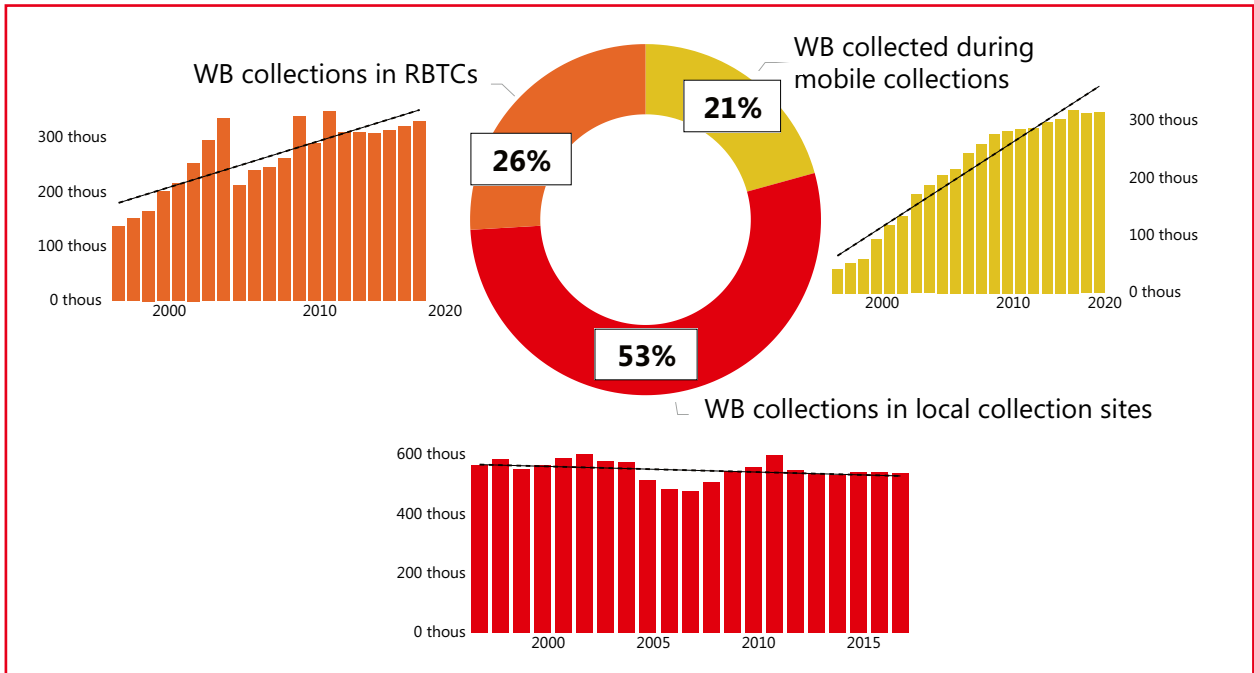 WB collections in RBTCs
WB collected during
mobile collections
21%
26%
53%
WB collections in local collection sites
300 thous
200 thous
100 thous
0 thous
2000
2010
2020
300 thous
200 thous
100 thous
0 thous
2000
2010
2020
600 thous
400 thous
200 thous
0 thous
2000
2005
2010
2015